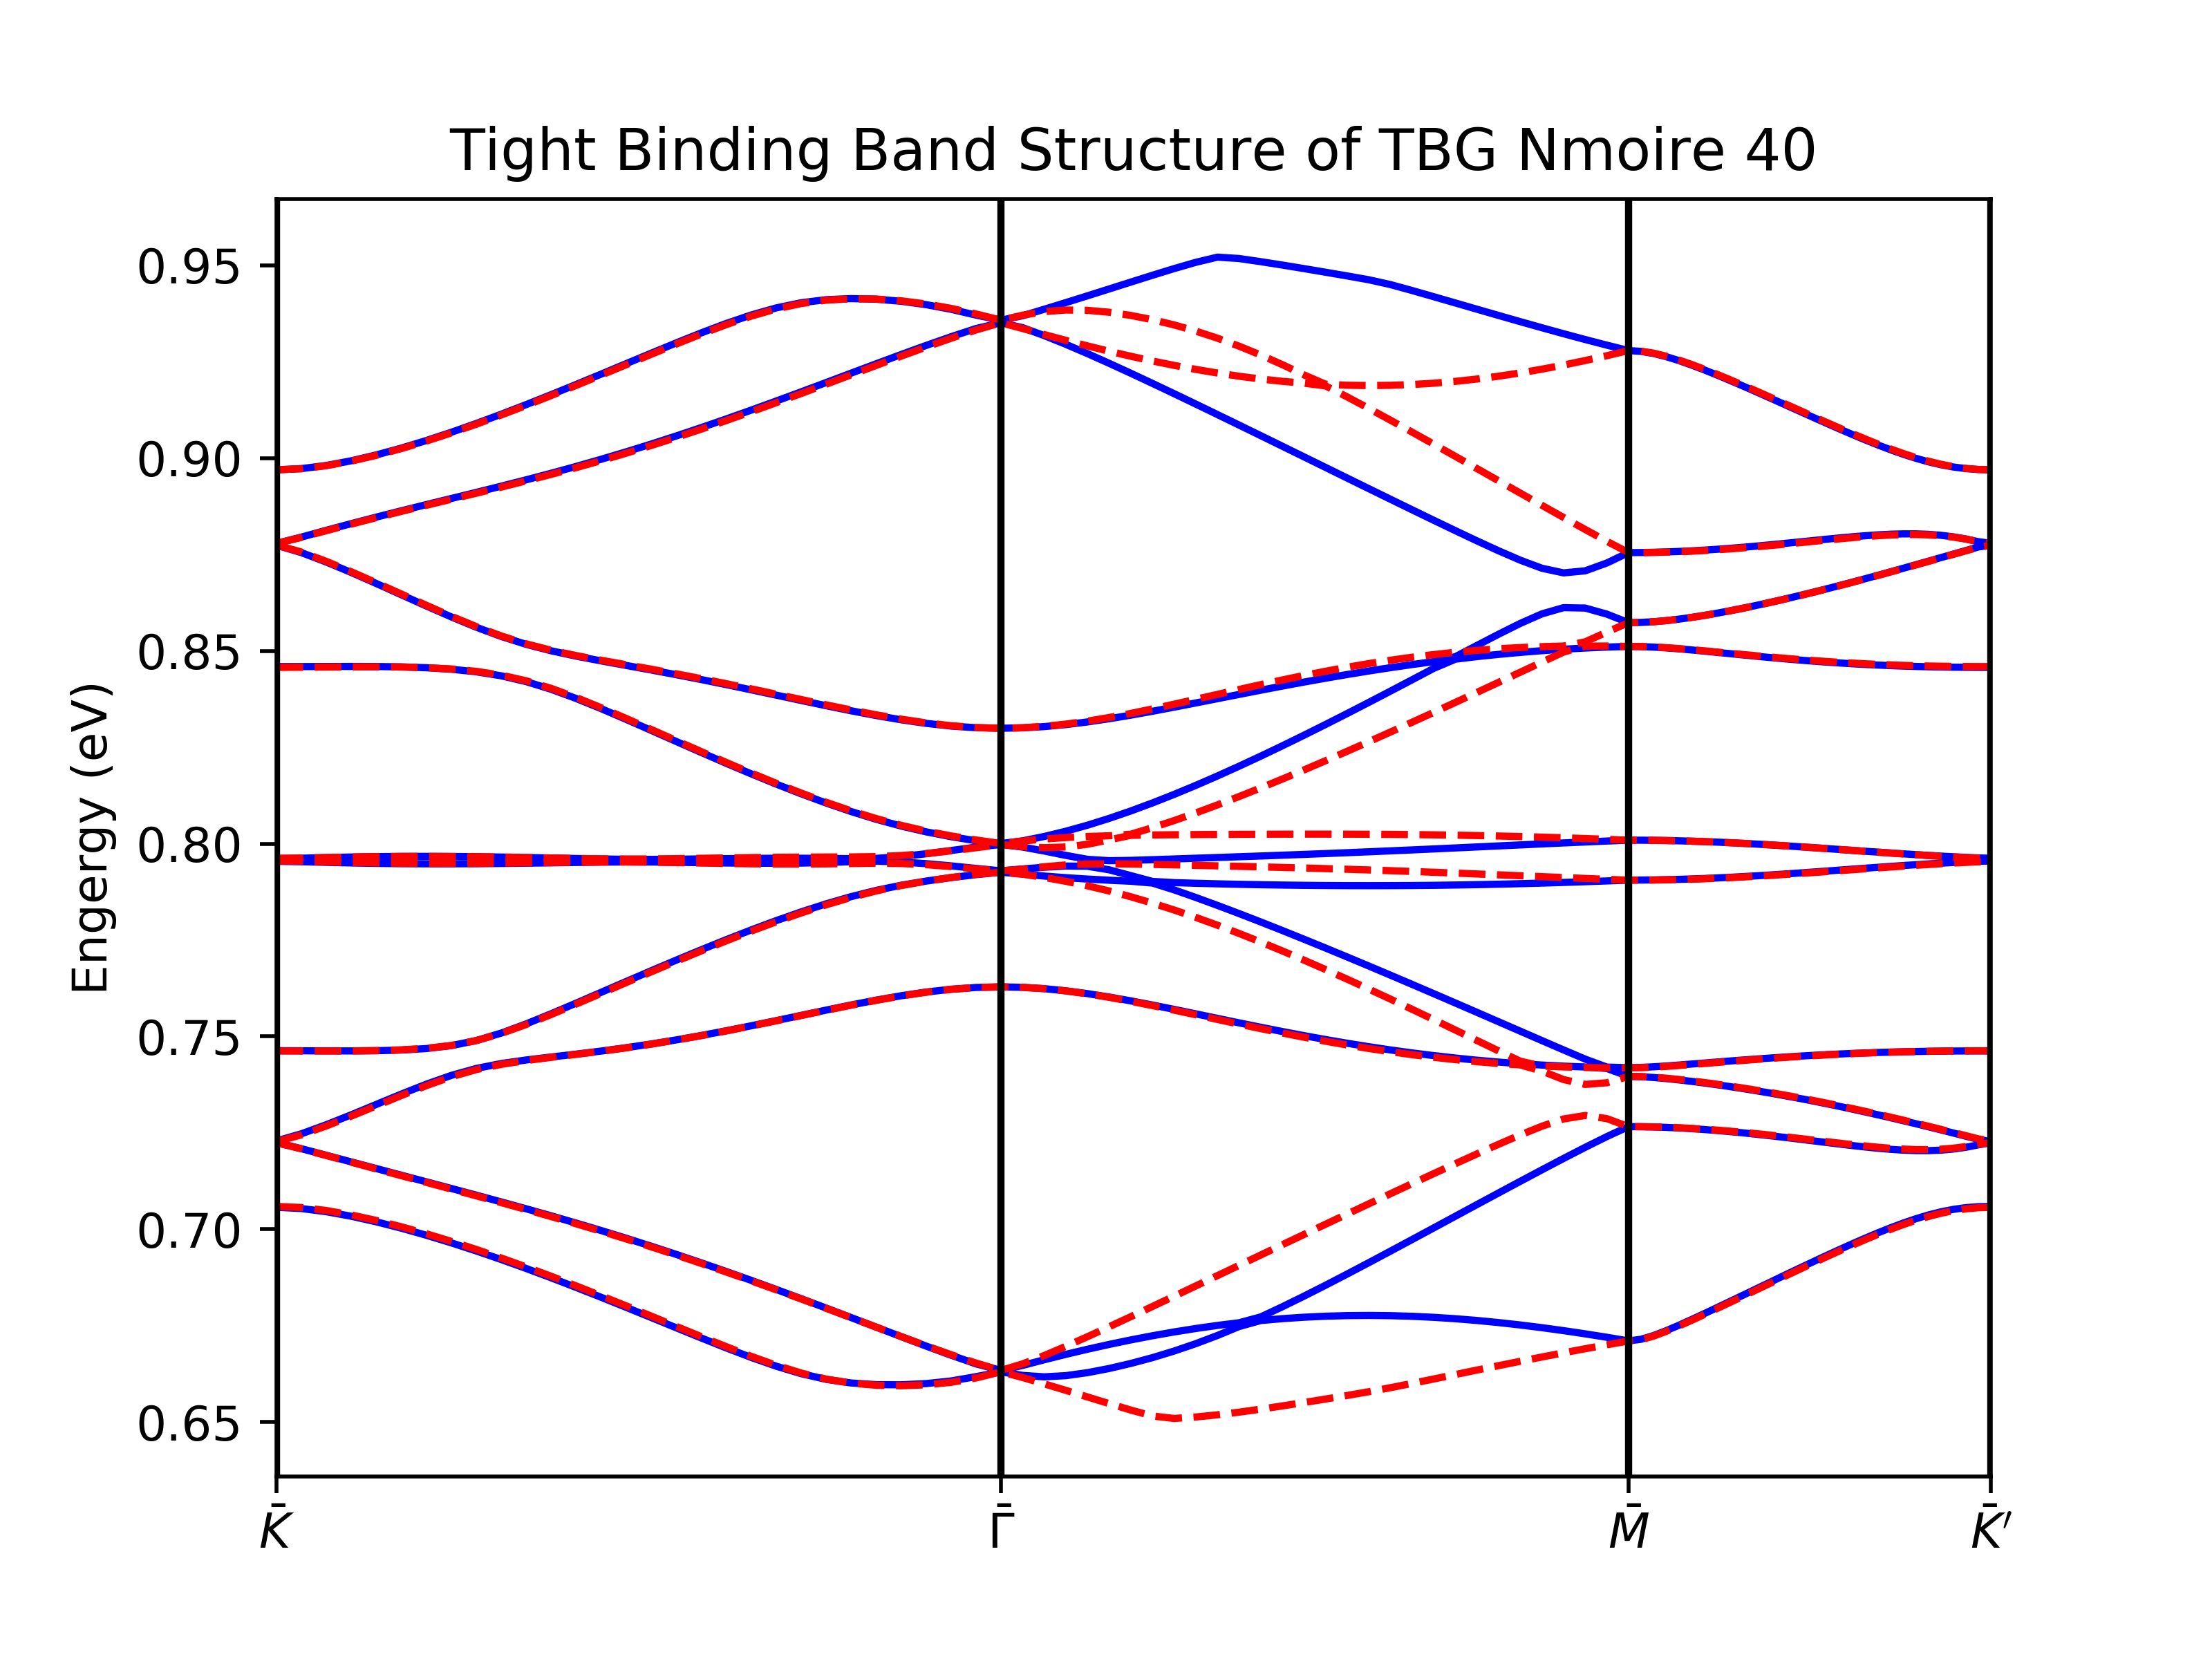 Tight Binding Band Structure of TBG Nmoire 40
0.95
0.90
0.85
0.80
0.75
0.70
0.65
Engergy (eV)
K̄ Γ̄ M̄ K̄′